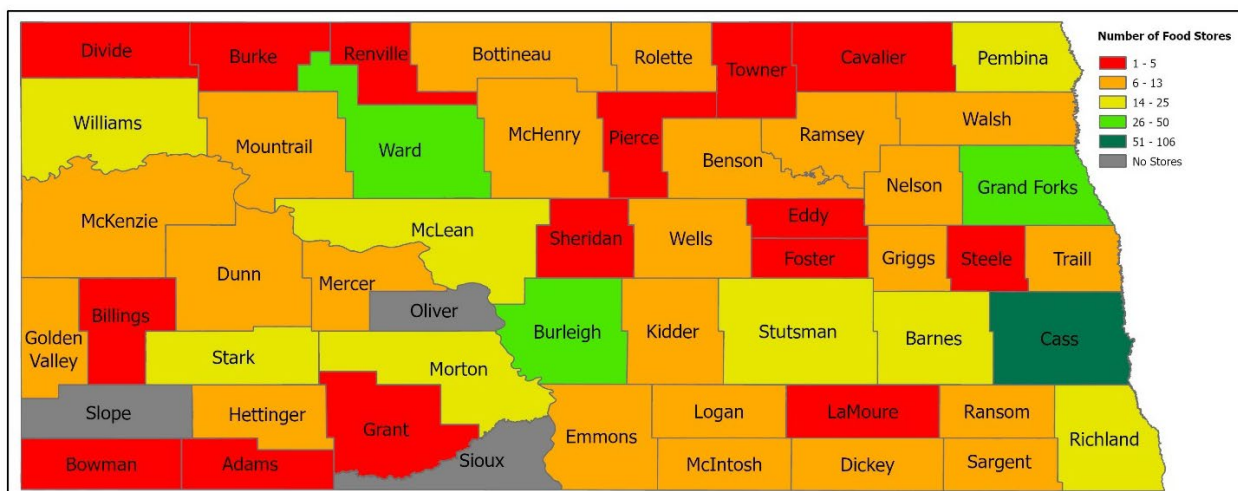 Divide
Burke
Renville
Bottineau
Rolette
Towner
Cavalier
Pembina
Number of Food Stores
1 - 5
6 - 13
14 - 25
26 - 50
51 - 106
No Stores
Williams
Mountrail
Ward
McHenry
Pierce
Benson
Ramsey
Walsh
Nelson
Grand Forks
McKenzie
McLean
Sheridan
Wells
Eddy
Foster
Griggs
Steele
Traill
Dunn
Mercer
Oliver
Golden
Valley
Billings
Stark
Morton
Burleigh
Kidder
Stutsman
Barnes
Cass
Slope
Hettinger
Grant
Sioux
Emmons
Logan
LaMoure
Ransom
Richland
Bowman
Adams
McIntosh
Dickey
Sargent